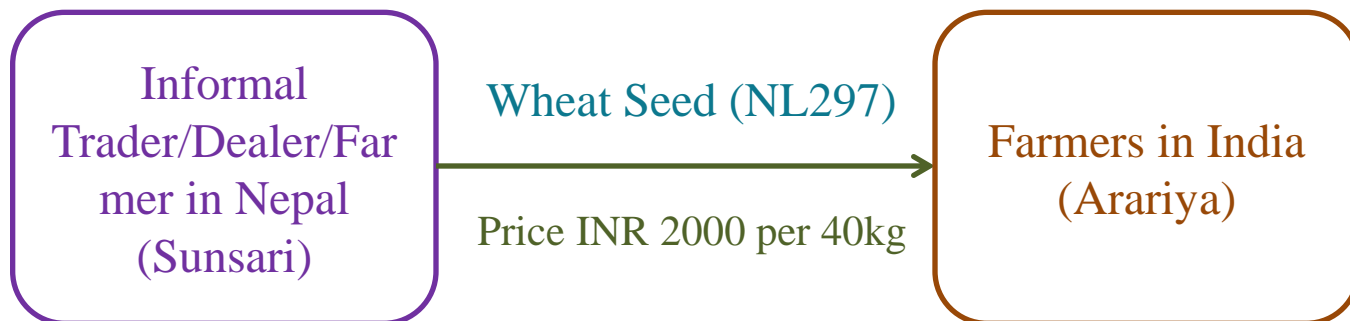 Informal
Trader/Dealer/Far
mer in Nepal
(Sunsari)
Wheat Seed (NL297)
Price INR 2000 per 40kg
Farmers in India
(Arariya)